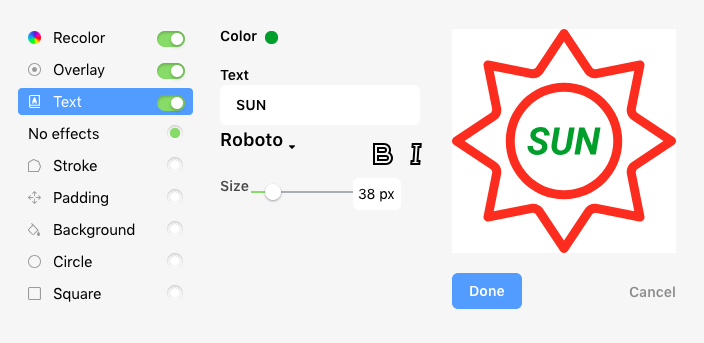 Recolor
Overlay
Text
No effects
Stroke
Padding
Background
Circle
Square
Color
Text
SUN
Roboto
B I
Size
38 px
SUN
Done
Cancel